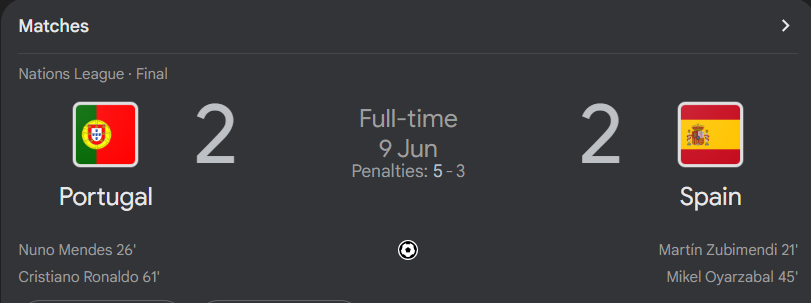 Matches
Nations League · Final
2 Full-time 2
9 Jun
Penalties: 5 - 3
Portugal Spain
Nuno Mendes 26' Martín Zubimendi 21'
Cristiano Ronaldo 61' Mikel Oyarzabal 45'